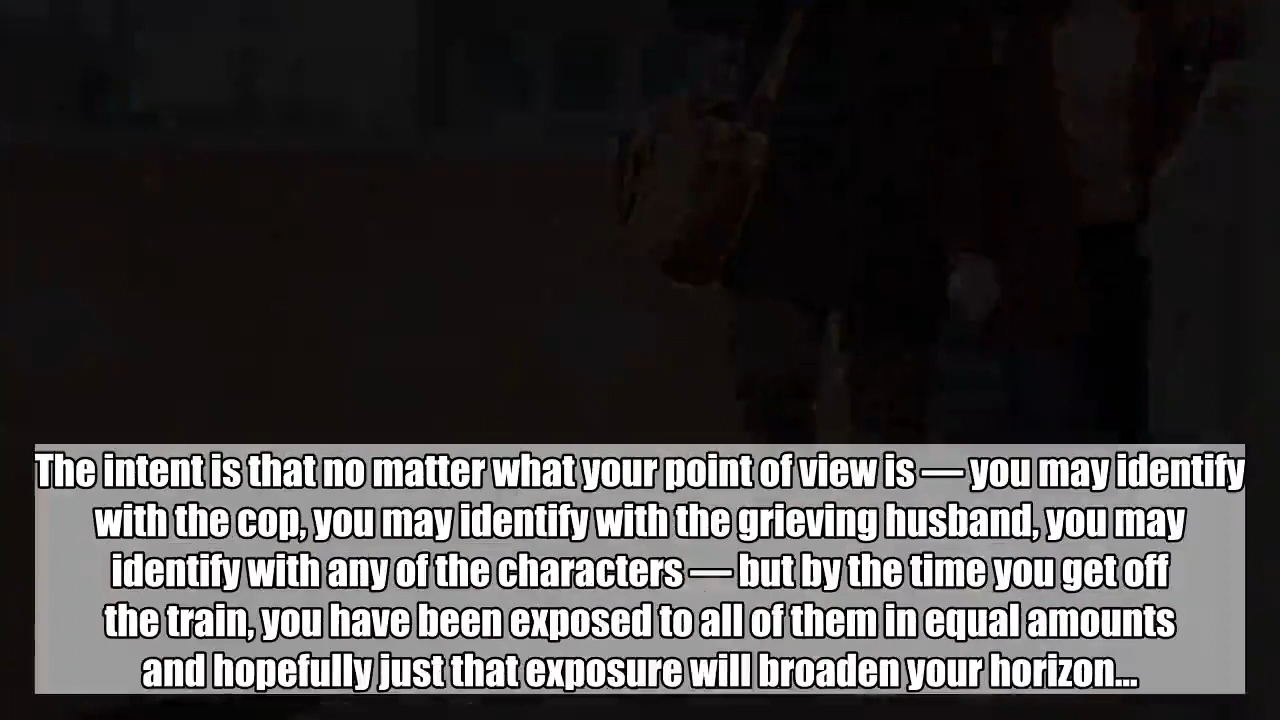 The intent is that no matter what your point of view is — you may identify
with the cop, you may identify with the grieving husband, you may
identify with any of the characters — but by the time you get off
the train, you have been exposed to all of them in equal amounts
and hopefully just that exposure will broaden your horizon...